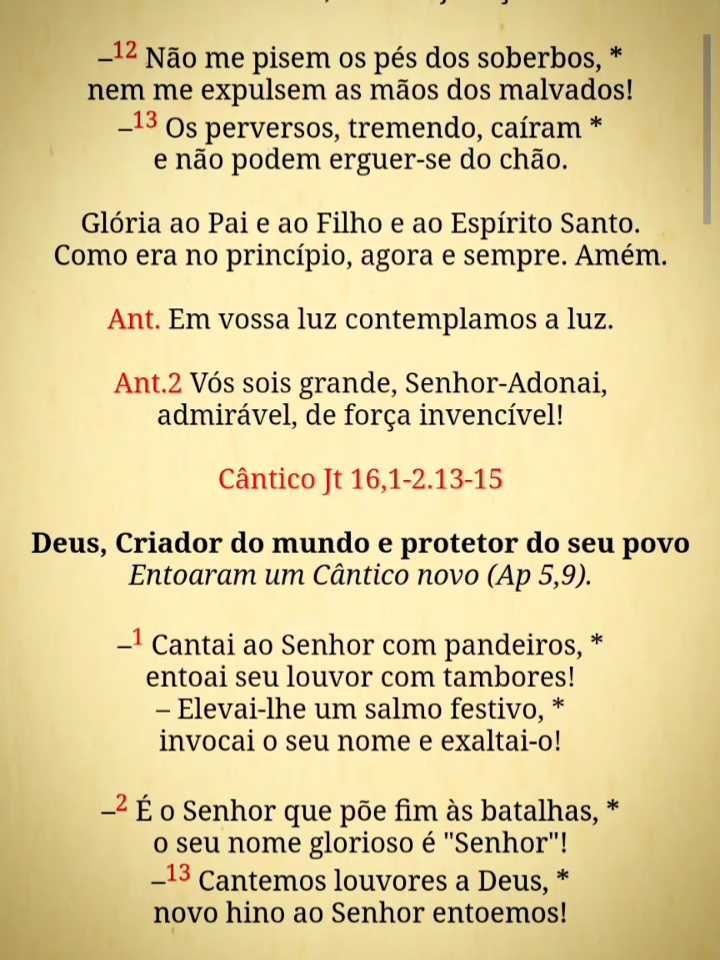 –12 Não me pisem os pés dos soberbos, *
nem me expulsem as mãos dos malvados!
–13 Os perversos, tremendo, caíram *
e não podem erguer-se do chão.
Glória ao Pai e ao Filho e ao Espírito Santo.
Como era no princípio, agora e sempre. Amém.
Ant. Em vossa luz contemplamos a luz.
Ant.2 Vós sois grande, Senhor-Adonai,
admirável, de força invencível!
Cântico Jt 16,1-2.13-15
Deus, Criador do mundo e protetor do seu povo
Entoaram um Cântico novo (Ap 5,9).
–1 Cantai ao Senhor com pandeiros, *
entoai seu louvor com tambores!
– Elevai-lhe um salmo festivo, *
invocai o seu nome e exaltai-o!
–2 É o Senhor que põe fim às batalhas, *
o seu nome glorioso é "Senhor"!
–13 Cantemos louvores a Deus, *
novo hino ao Senhor entoemos!